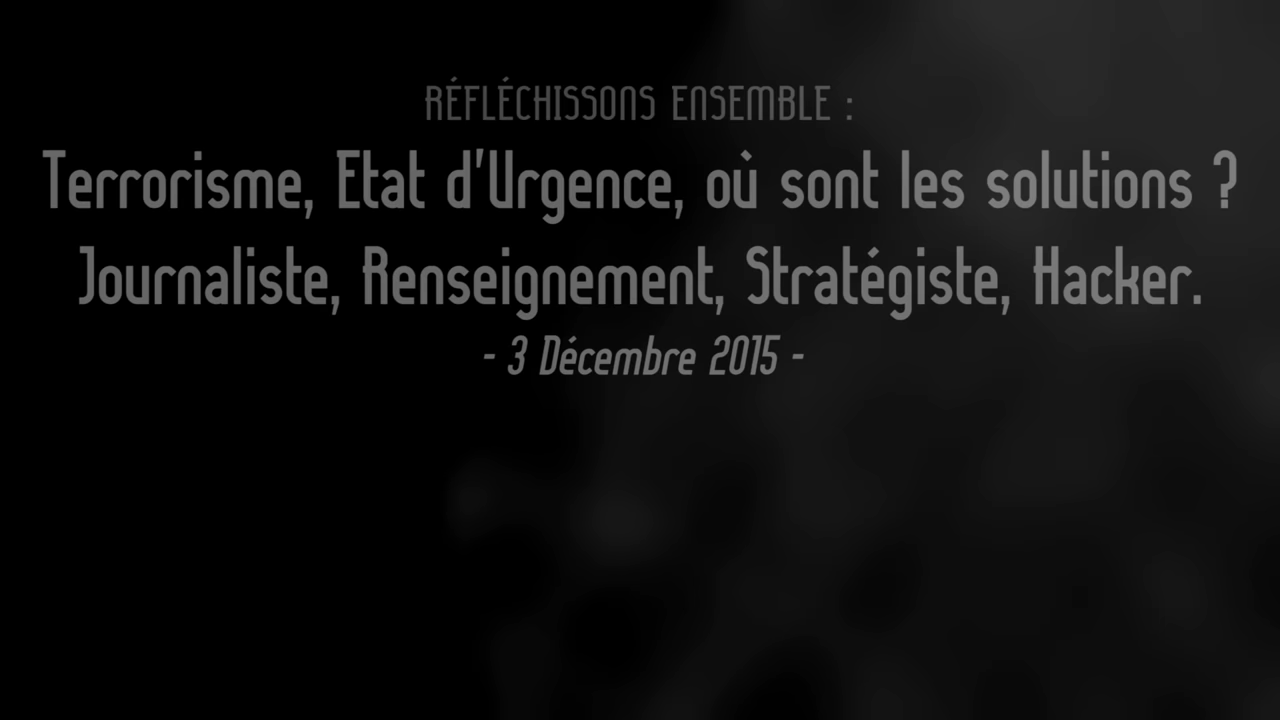 RÉFLÉCHISSONS ENSEMBLE :
Terrorisme, Etat d'Urgence, où sont les solutions ?
Journaliste, Renseignement, Stratégiste, Hacker.
- 3 Décembre 2015 -